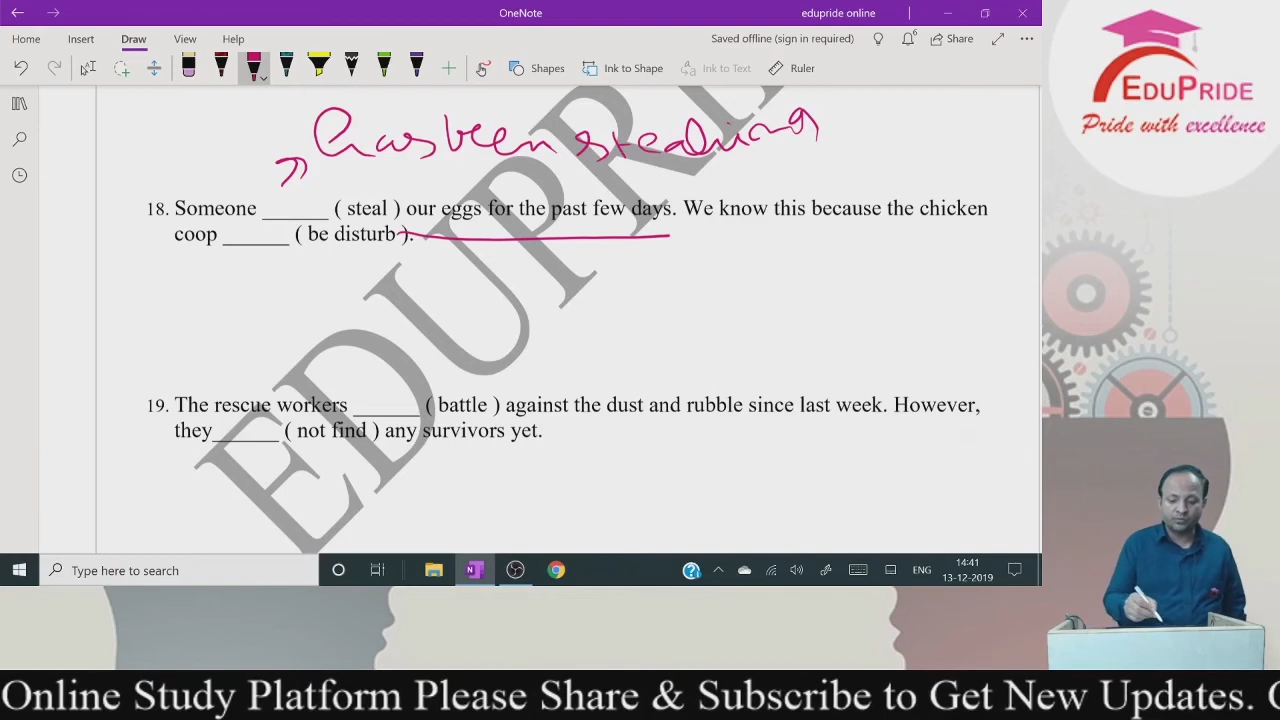 OneNote
edupride online
Home Insert Draw View Help
Saved offline (sign in required)
6
Share
Shapes
Ink to Shape
Ink to Text
Ruler
EDUPRIDE
Pride with excellence
has been stealing
18. Someone ______ ( steal ) our eggs for the past few days. We know this because the chicken
coop ______ ( be disturb ).
19. The rescue workers ______ ( battle ) against the dust and rubble since last week. However,
they______ ( not find ) any survivors yet.
EDUPRI
Type here to search
ENG
14:41
13-12-2019
Online Study Platform Please Share & Subscribe to Get New Updates.